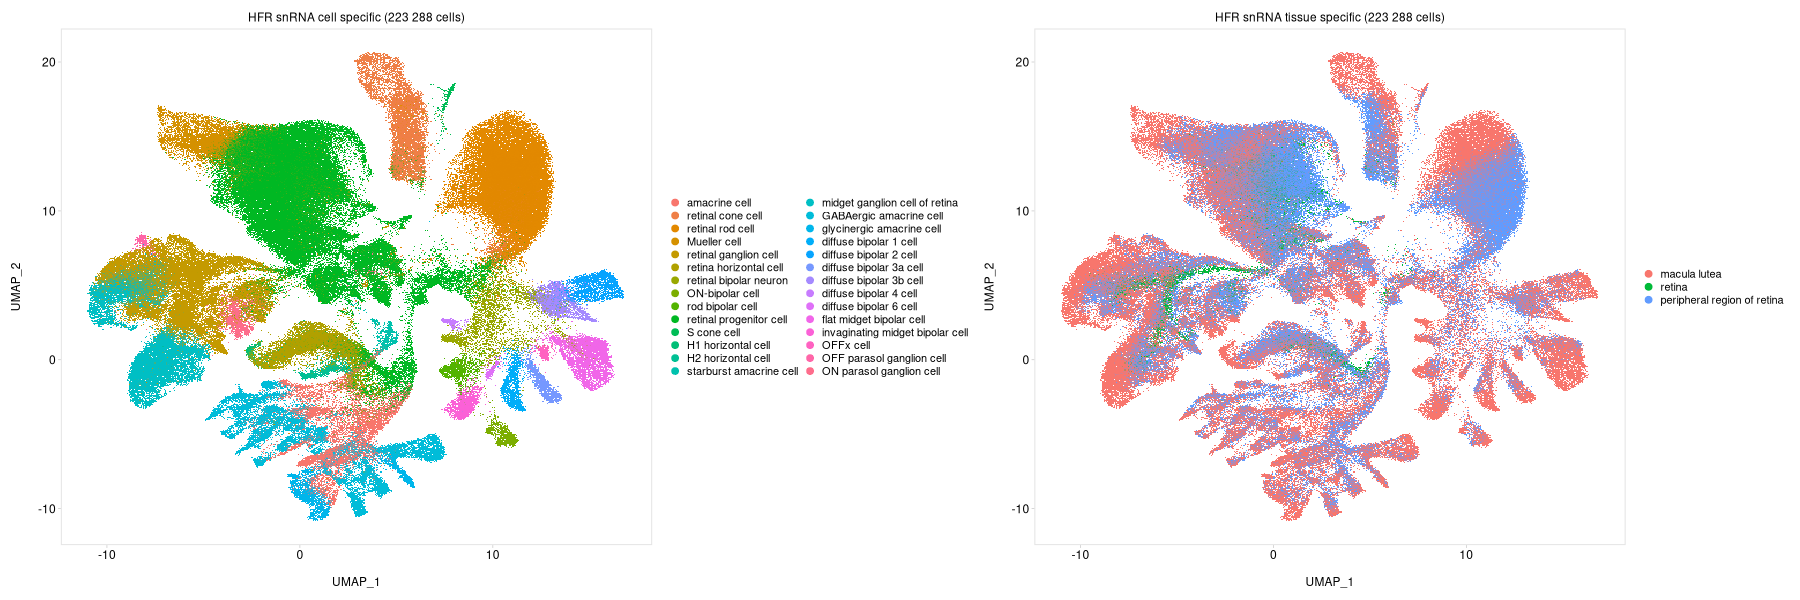 HFR snRNA cell specific (223 288 cells)
20
10
0
-10
UMAP_2
-10
0
10
UMAP_1
amacrine cell
retinal cone cell
retinal rod cell
Mueller cell
retinal ganglion cell
retina horizontal cell
retinal bipolar neuron
ON-bipolar cell
rod bipolar cell
retinal progenitor cell
S cone cell
H1 horizontal cell
H2 horizontal cell
starburst amacrine cell
midget ganglion cell of retina
GABAergic amacrine cell
glycinergic amacrine cell
diffuse bipolar 1 cell
diffuse bipolar 2 cell
diffuse bipolar 3a cell
diffuse bipolar 3b cell
diffuse bipolar 4 cell
diffuse bipolar 6 cell
flat midget bipolar cell
invaginating midget bipolar cell
OFFx cell
OFF parasol ganglion cell
ON parasol ganglion cell
HFR snRNA tissue specific (223 288 cells)
20
10
0
-10
UMAP_2
-10
0
10
UMAP_1
macula lutea
retina
peripheral region of retina